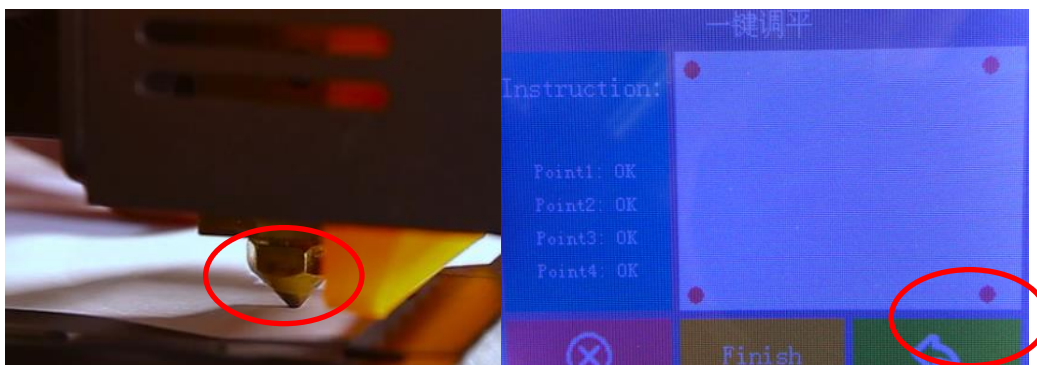 一键调平
Instruction:
Point1: OK
Point2: OK
Point3: OK
Point4: OK
Finish